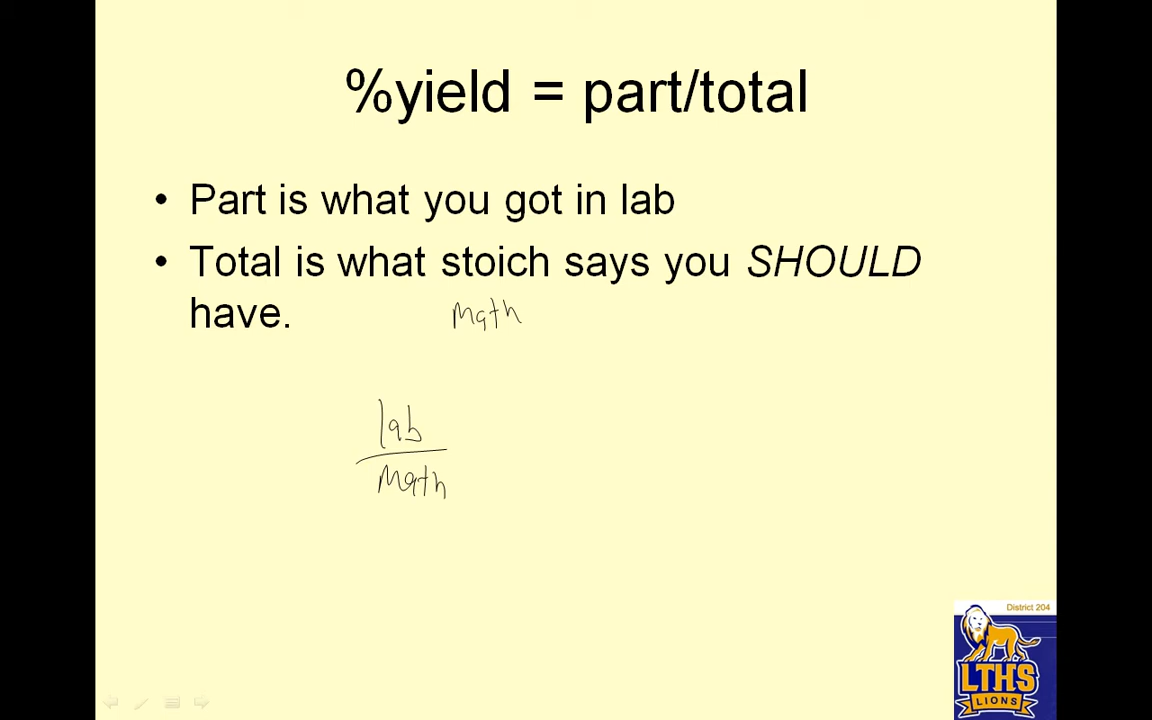 %yield = part/total
• Part is what you got in lab
• Total is what stoich says you SHOULD
have.
math
lab
math
District 204
LTHS
LIONS